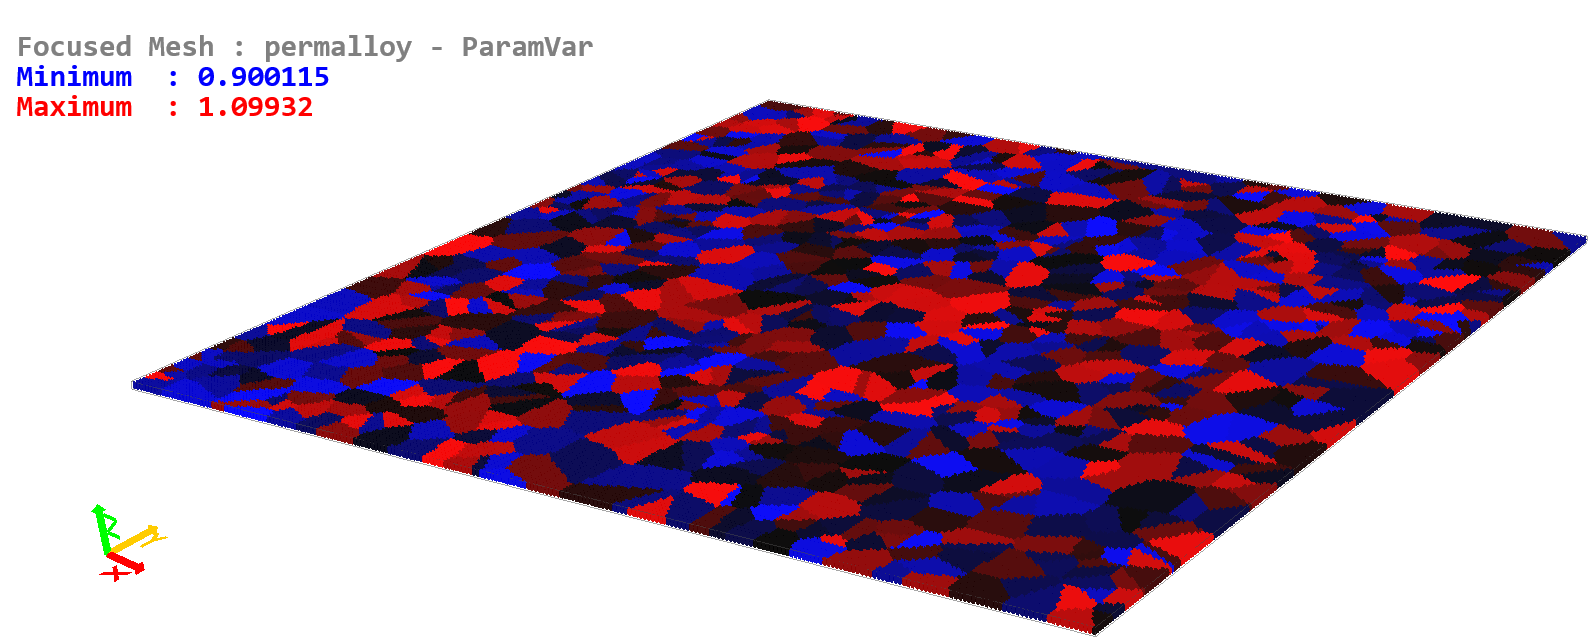 Focused Mesh : permalloy - ParamVar
Minimum  : 0.900115
Maximum  : 1.09932